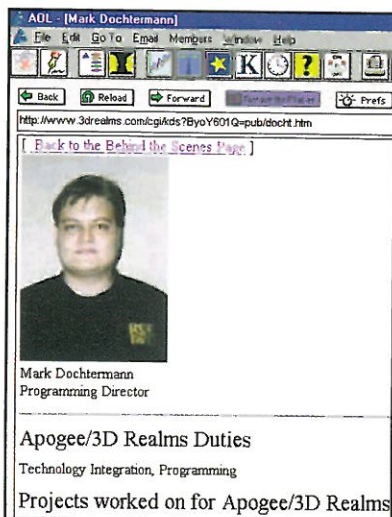 AOL - [Mark Dochtermann]
File Edit Go To Email Members Window Help
K ?
Back Reload Forward Prefs
http://www.3drealms.com/cgi/kds?ByoY601Q=pub/docht.htm
[ Back to the Behind the Scenes Page ]
Mark Dochtermann
Programming Director
Apogee/3D Realms Duties
Technology Integration, Programming
Projects worked on for Apogee/3D Realms